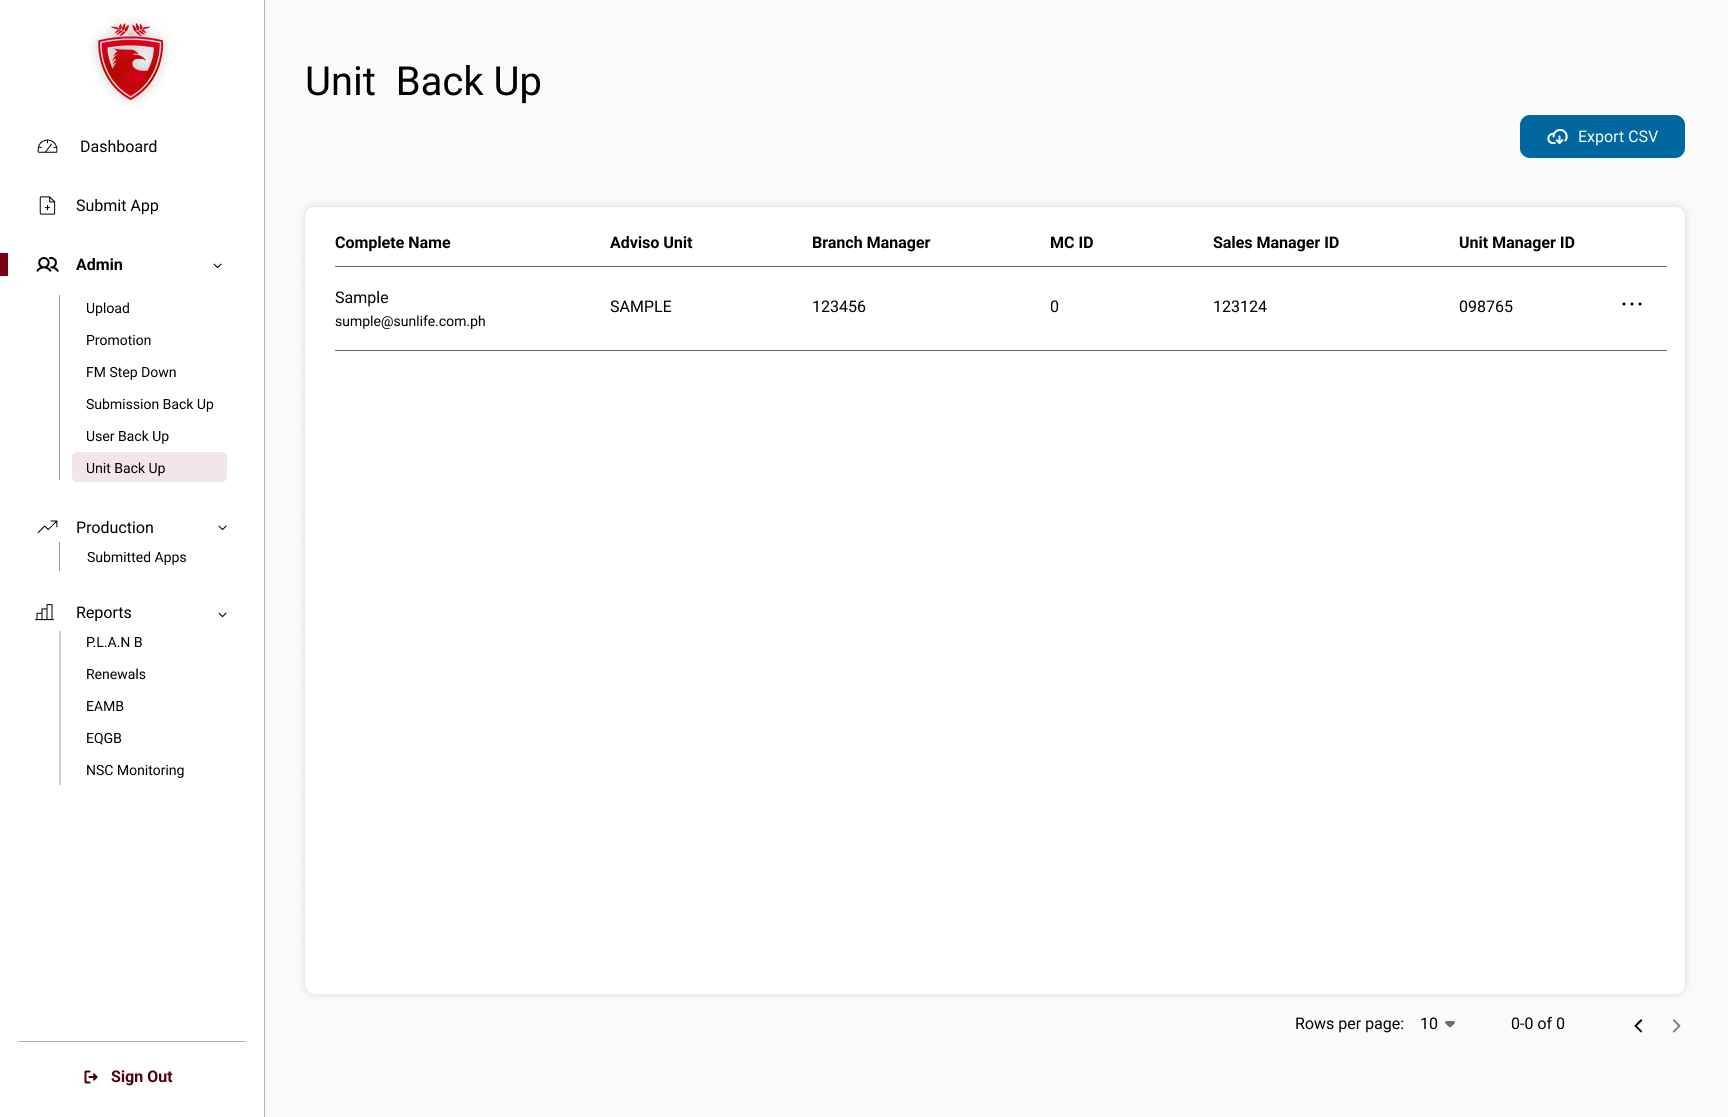 Dashboard
Submit App
Admin
Upload
Promotion
FM Step Down
Submission Back Up
User Back Up
Unit Back Up
Production
Submitted Apps
Reports
P.L.A.N B
Renewals
EAMB
EQGB
NSC Monitoring
Sign Out
Unit Back Up
Export CSV
Complete Name Adviso Unit Branch Manager MC ID Sales Manager ID Unit Manager ID
Sample SAMPLE 123456 0 123124 098765 ...
sumple@sunlife.com.ph
Rows per page: 10 0-0 of 0